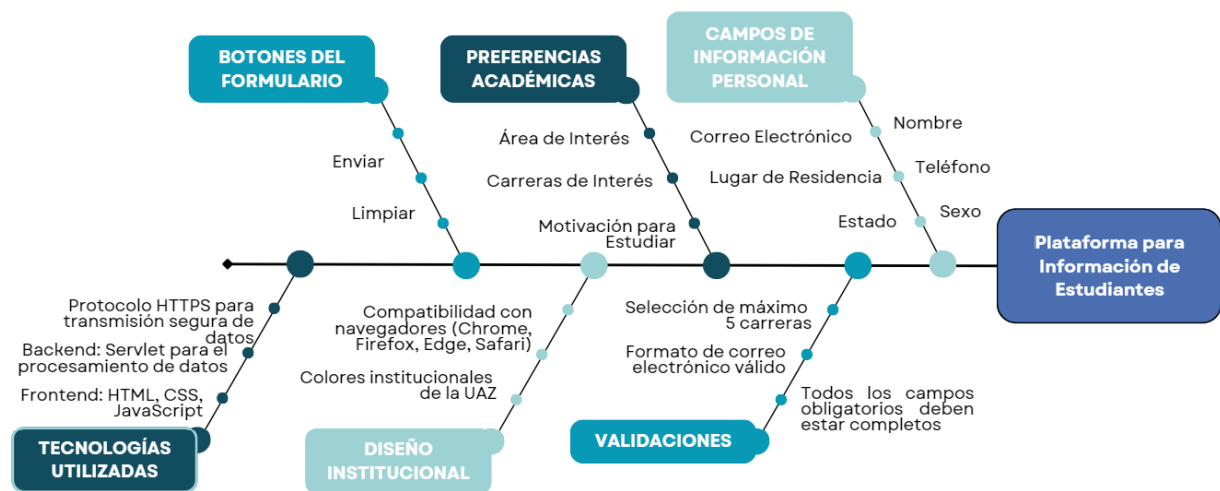 BOTONES DEL
FORMULARIO
Enviar
Limpiar
PREFERENCIAS
ACADÉMICAS
Área de Interés
Carreras de Interés
Motivación para
Estudiar
CAMPOS DE
INFORMACIÓN
PERSONAL
Correo Electrónico
Nombre
Lugar de Residencia
Teléfono
Estado
Sexo
Plataforma para
Información de
Estudiantes
Protocolo HTTPS para
transmisión segura de
datos
Backend: Servlet para el
procesamiento de datos
Frontend: HTML, CSS,
JavaScript
TECNOLOGÍAS
UTILIZADAS
Compatibilidad con
navegadores (Chrome,
Firefox, Edge, Safari)
Colores institucionales
de la UAZ
DISEÑO
INSTITUCIONAL
Selección de máximo
5 carreras
Formato de correo
electrónico válido
Todos los campos
obligatorios deben
estar completos
VALIDACIONES